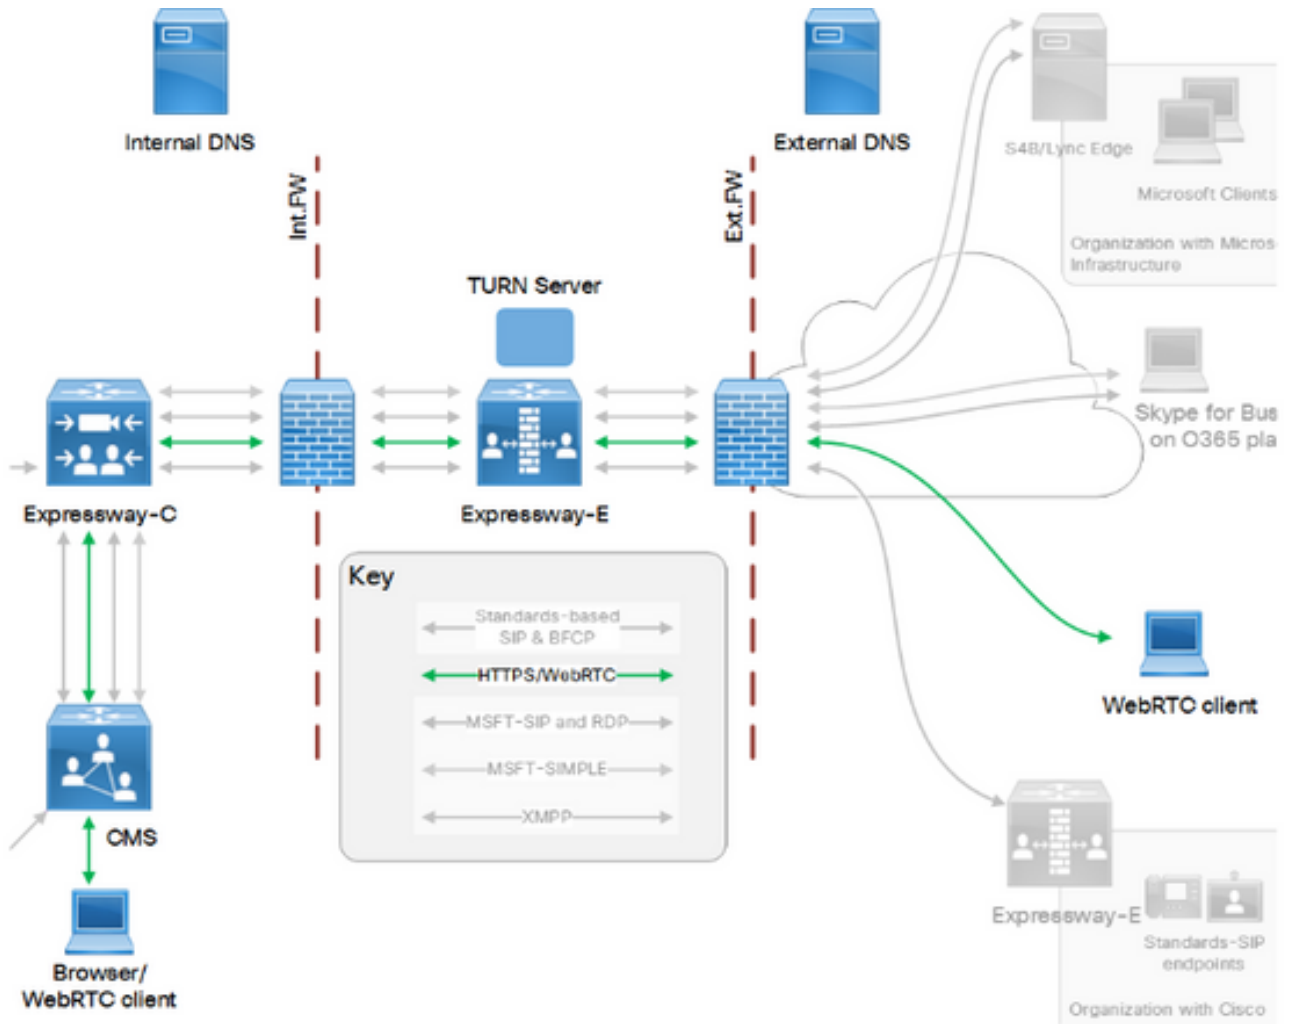 Internal DNS
External DNS
S4B/Lync Edge
Microsoft Clients
Organization with Micros
Infrastructure
Int.FW
Ext.FW
TURN Server
Skype for Bus
on O365 pla
Expressway-C
Expressway-E
Key
Standards-based
SIP & BFCP
HTTPS/WebRTC
MSFT-SIP and RDP
MSFT-SIMPLE
XMPP
WebRTC client
CMS
Expressway-E
Standards-SIP
endpoints
Browser/
WebRTC client
Organization with Cisco